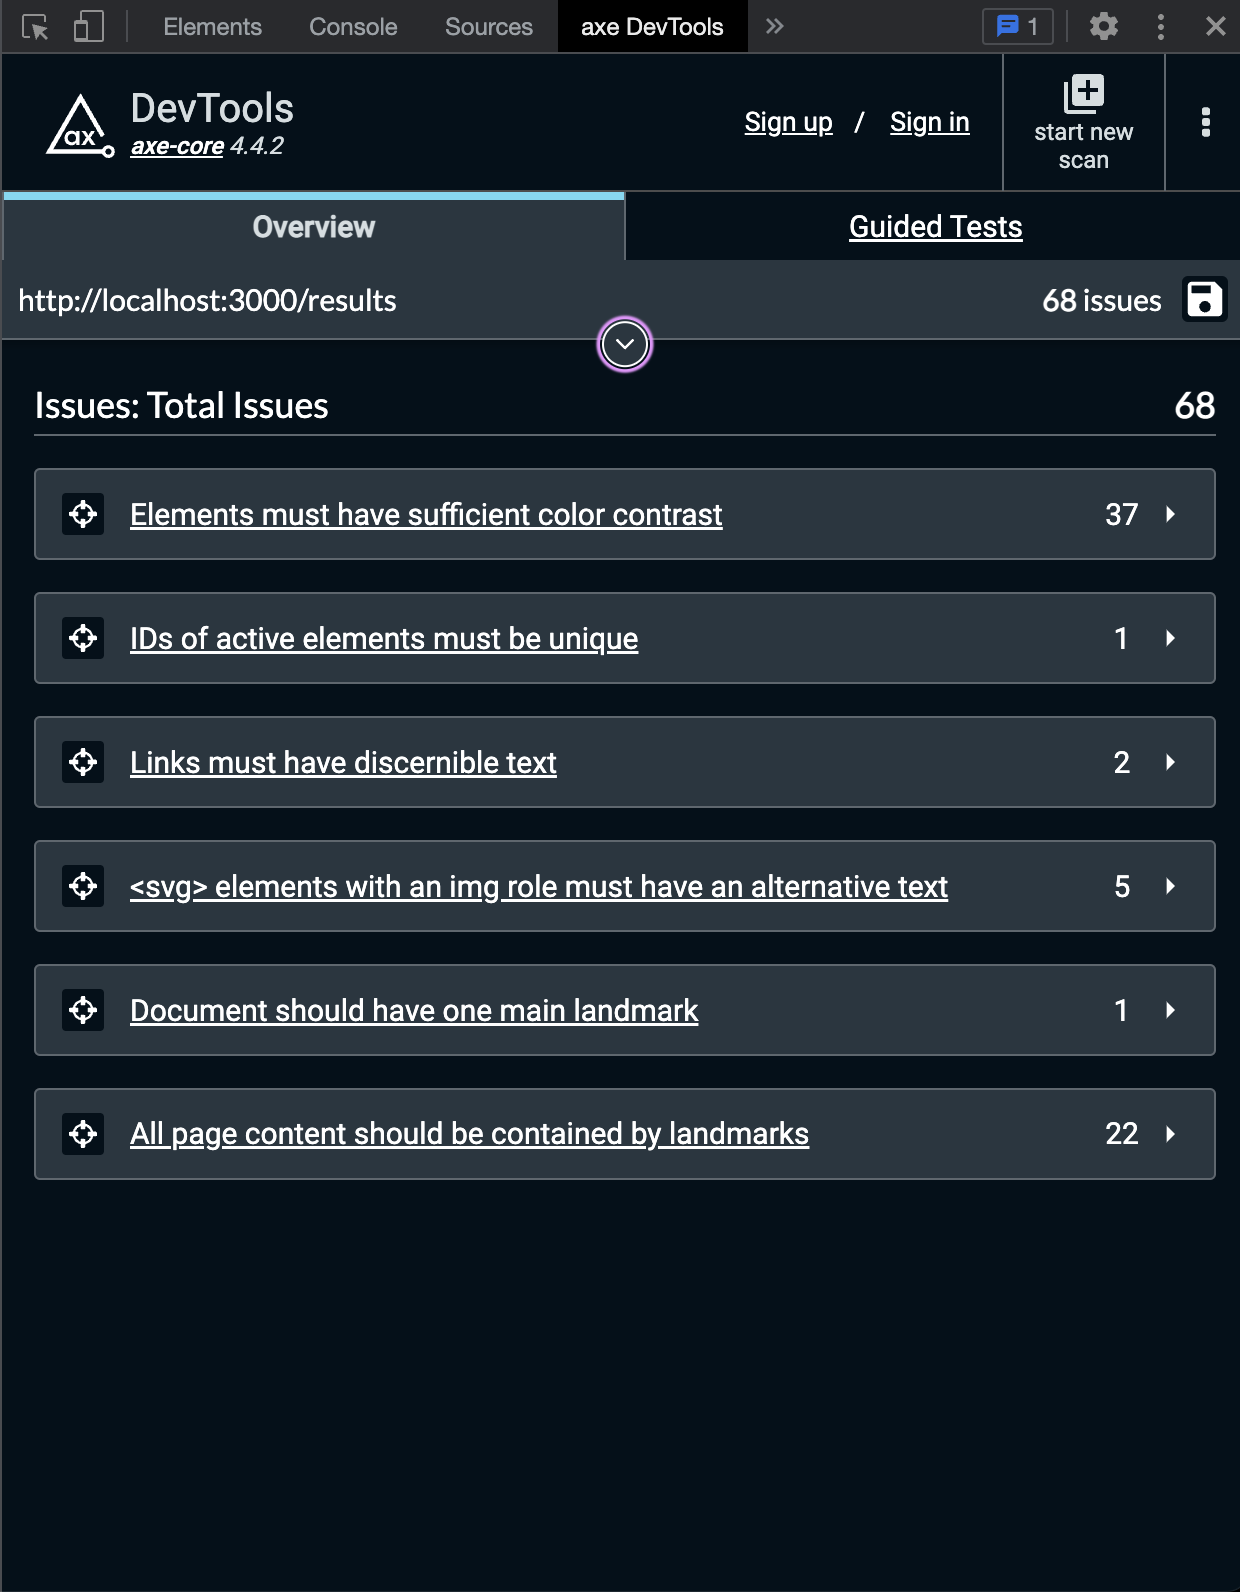 Elements Console Sources axe DevTools 1
ax
DevTools
axe-core 4.4.2
Sign up / Sign in
start new
scan
Overview
Guided Tests
http://localhost:3000/results
68 issues
Issues: Total Issues 68
Elements must have sufficient color contrast 37
IDs of active elements must be unique 1
Links must have discernible text 2
<svg> elements with an img role must have an alternative text 5
Document should have one main landmark 1
All page content should be contained by landmarks 22